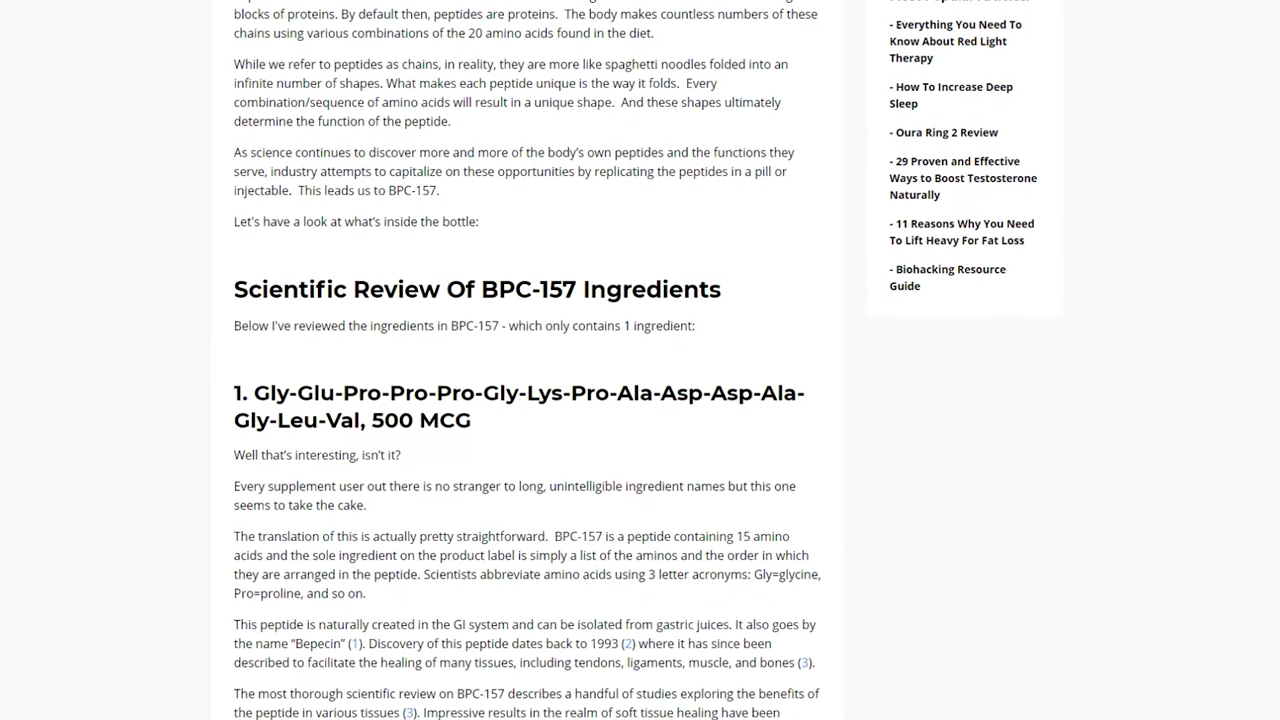 blocks of proteins. By default then, peptides are proteins.  The body makes countless numbers of these
chains using various combinations of the 20 amino acids found in the diet.
While we refer to peptides as chains, in reality, they are more like spaghetti noodles folded into an
infinite number of shapes. What makes each peptide unique is the way it folds.  Every
combination/sequence of amino acids will result in a unique shape.  And these shapes ultimately
determine the function of the peptide.
As science continues to discover more and more of the body's own peptides and the functions they
serve, industry attempts to capitalize on these opportunities by replicating the peptides in a pill or
injectable.  This leads us to BPC-157.
Let's have a look at what's inside the bottle:
Scientific Review Of BPC-157 Ingredients
Below I've reviewed the ingredients in BPC-157 - which only contains 1 ingredient:
1. Gly-Glu-Pro-Pro-Pro-Gly-Lys-Pro-Ala-Asp-Asp-Ala-
Gly-Leu-Val, 500 MCG
Well that's interesting, isn't it?
Every supplement user out there is no stranger to long, unintelligible ingredient names but this one
seems to take the cake.
The translation of this is actually pretty straightforward.  BPC-157 is a peptide containing 15 amino
acids and the sole ingredient on the product label is simply a list of the aminos and the order in which
they are arranged in the peptide. Scientists abbreviate amino acids using 3 letter acronyms: Gly=glycine,
Pro=proline, and so on.
This peptide is naturally created in the GI system and can be isolated from gastric juices. It also goes by
the name “Bepecin” (1). Discovery of this peptide dates back to 1993 (2) where it has since been
described to facilitate the healing of many tissues, including tendons, ligaments, muscle, and bones (3).
The most thorough scientific review on BPC-157 describes a handful of studies exploring the benefits of
the peptide in various tissues (3). Impressive results in the realm of soft tissue healing have been
- Everything You Need To
Know About Red Light
Therapy
- How To Increase Deep
Sleep
- Oura Ring 2 Review
- 29 Proven and Effective
Ways to Boost Testosterone
Naturally
- 11 Reasons Why You Need
To Lift Heavy For Fat Loss
- Biohacking Resource
Guide